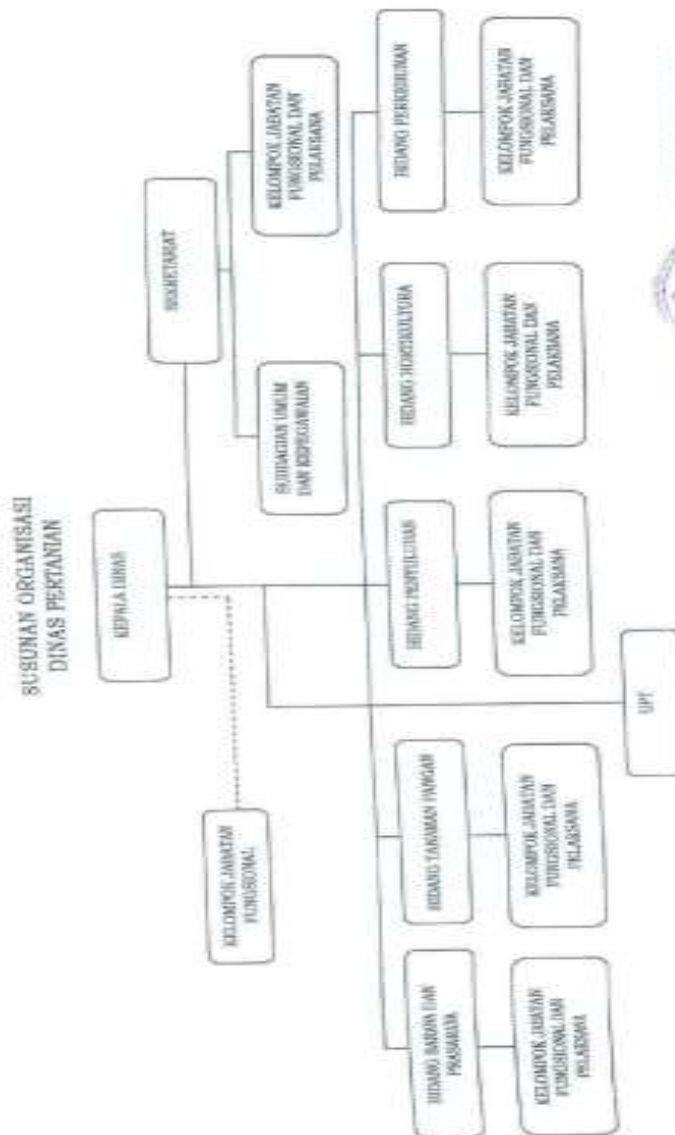 SUSUNAN ORGANISASI
DINAS PERTANIAN
KEPALA DINAS
KELOMPOK JABATAN
FUNGSIONAL
SEKRETARIAT
SUBBAGIAN UMUM
DAN KEPEGAWAIAN
KELOMPOK JABATAN
FUNGSIONAL DAN
PELAKSANA
BIDANG SARANA DAN
PRASARANA
BIDANG TANAMAN PANGAN
BIDANG PENYULUHAN
BIDANG HORTIKULTURA
BIDANG PERKEBUNAN
KELOMPOK JABATAN
FUNGSIONAL DAN
PELAKSANA
KELOMPOK JABATAN
FUNGSIONAL DAN
PELAKSANA
KELOMPOK JABATAN
FUNGSIONAL DAN
PELAKSANA
KELOMPOK JABATAN
FUNGSIONAL DAN
PELAKSANA
KELOMPOK JABATAN
FUNGSIONAL DAN
PELAKSANA
UPT